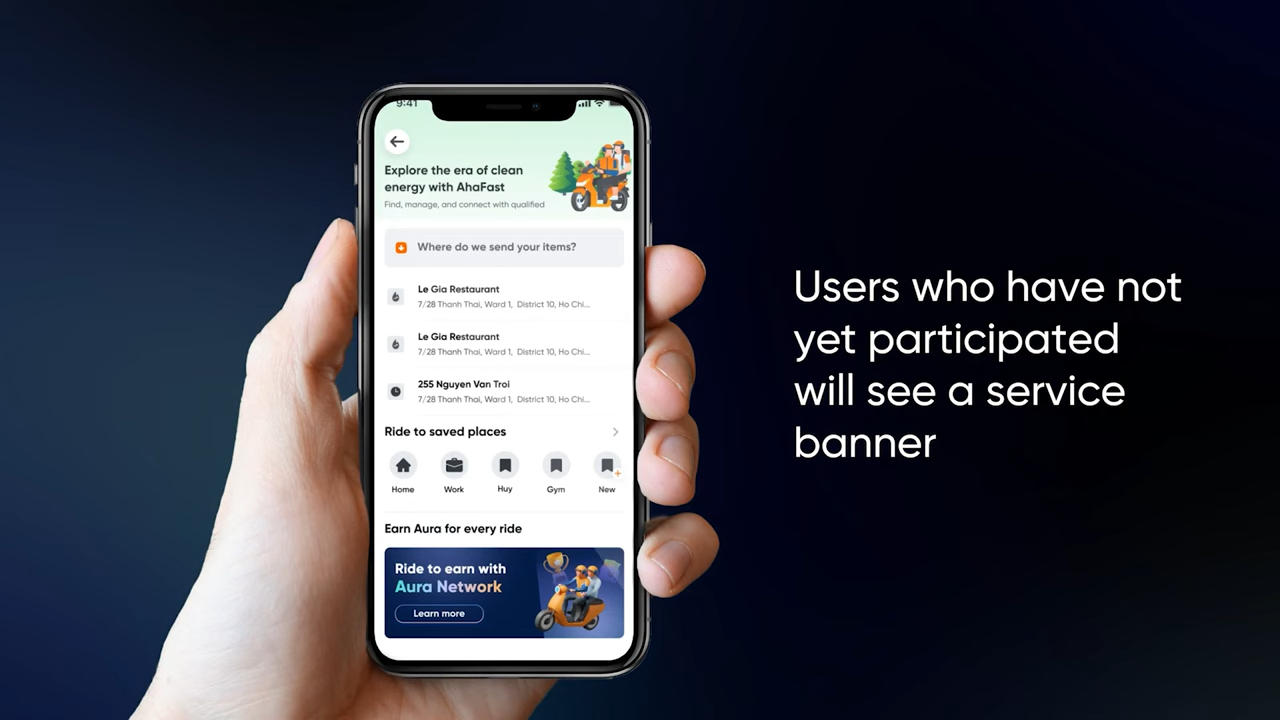 9:41
Explore the era of clean
energy with AhaFast
Find, manage, and connect with qualified
Where do we send your items?
Le Gia Restaurant
7/28 Thanh Thai, Ward 1, District 10, Ho Chi...
Le Gia Restaurant
7/28 Thanh Thai, Ward 1, District 10, Ho Chi...
255 Nguyen Van Troi
7/28 Thanh Thai, Ward 1, District 10, Ho Chi...
Ride to saved places
Home Work Huy Gym New
Earn Aura for every ride
Ride to earn with
Aura Network
Learn more
Users who have not
yet participated
will see a service
banner